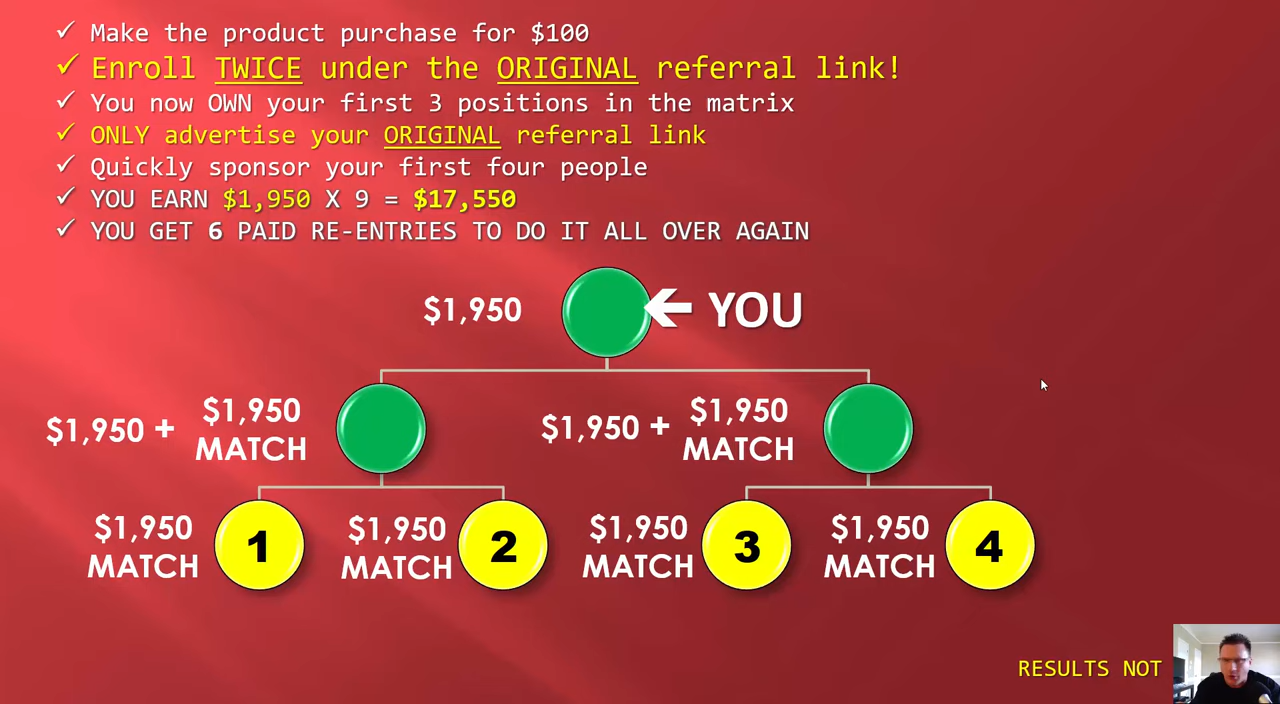 ✓ Make the product purchase for $100
✓ Enroll TWICE under the ORIGINAL referral link!
✓ You now OWN your first 3 positions in the matrix
✓ ONLY advertise your ORIGINAL referral link
✓ Quickly sponsor your first four people
✓ YOU EARN $1,950 X 9 = $17,550
✓ YOU GET 6 PAID RE-ENTRIES TO DO IT ALL OVER AGAIN
$1,950 YOU
$1,950 + $1,950 MATCH
$1,950 + $1,950 MATCH
$1,950 MATCH 1
$1,950 MATCH 2
$1,950 MATCH 3
$1,950 MATCH 4
RESULTS NOT